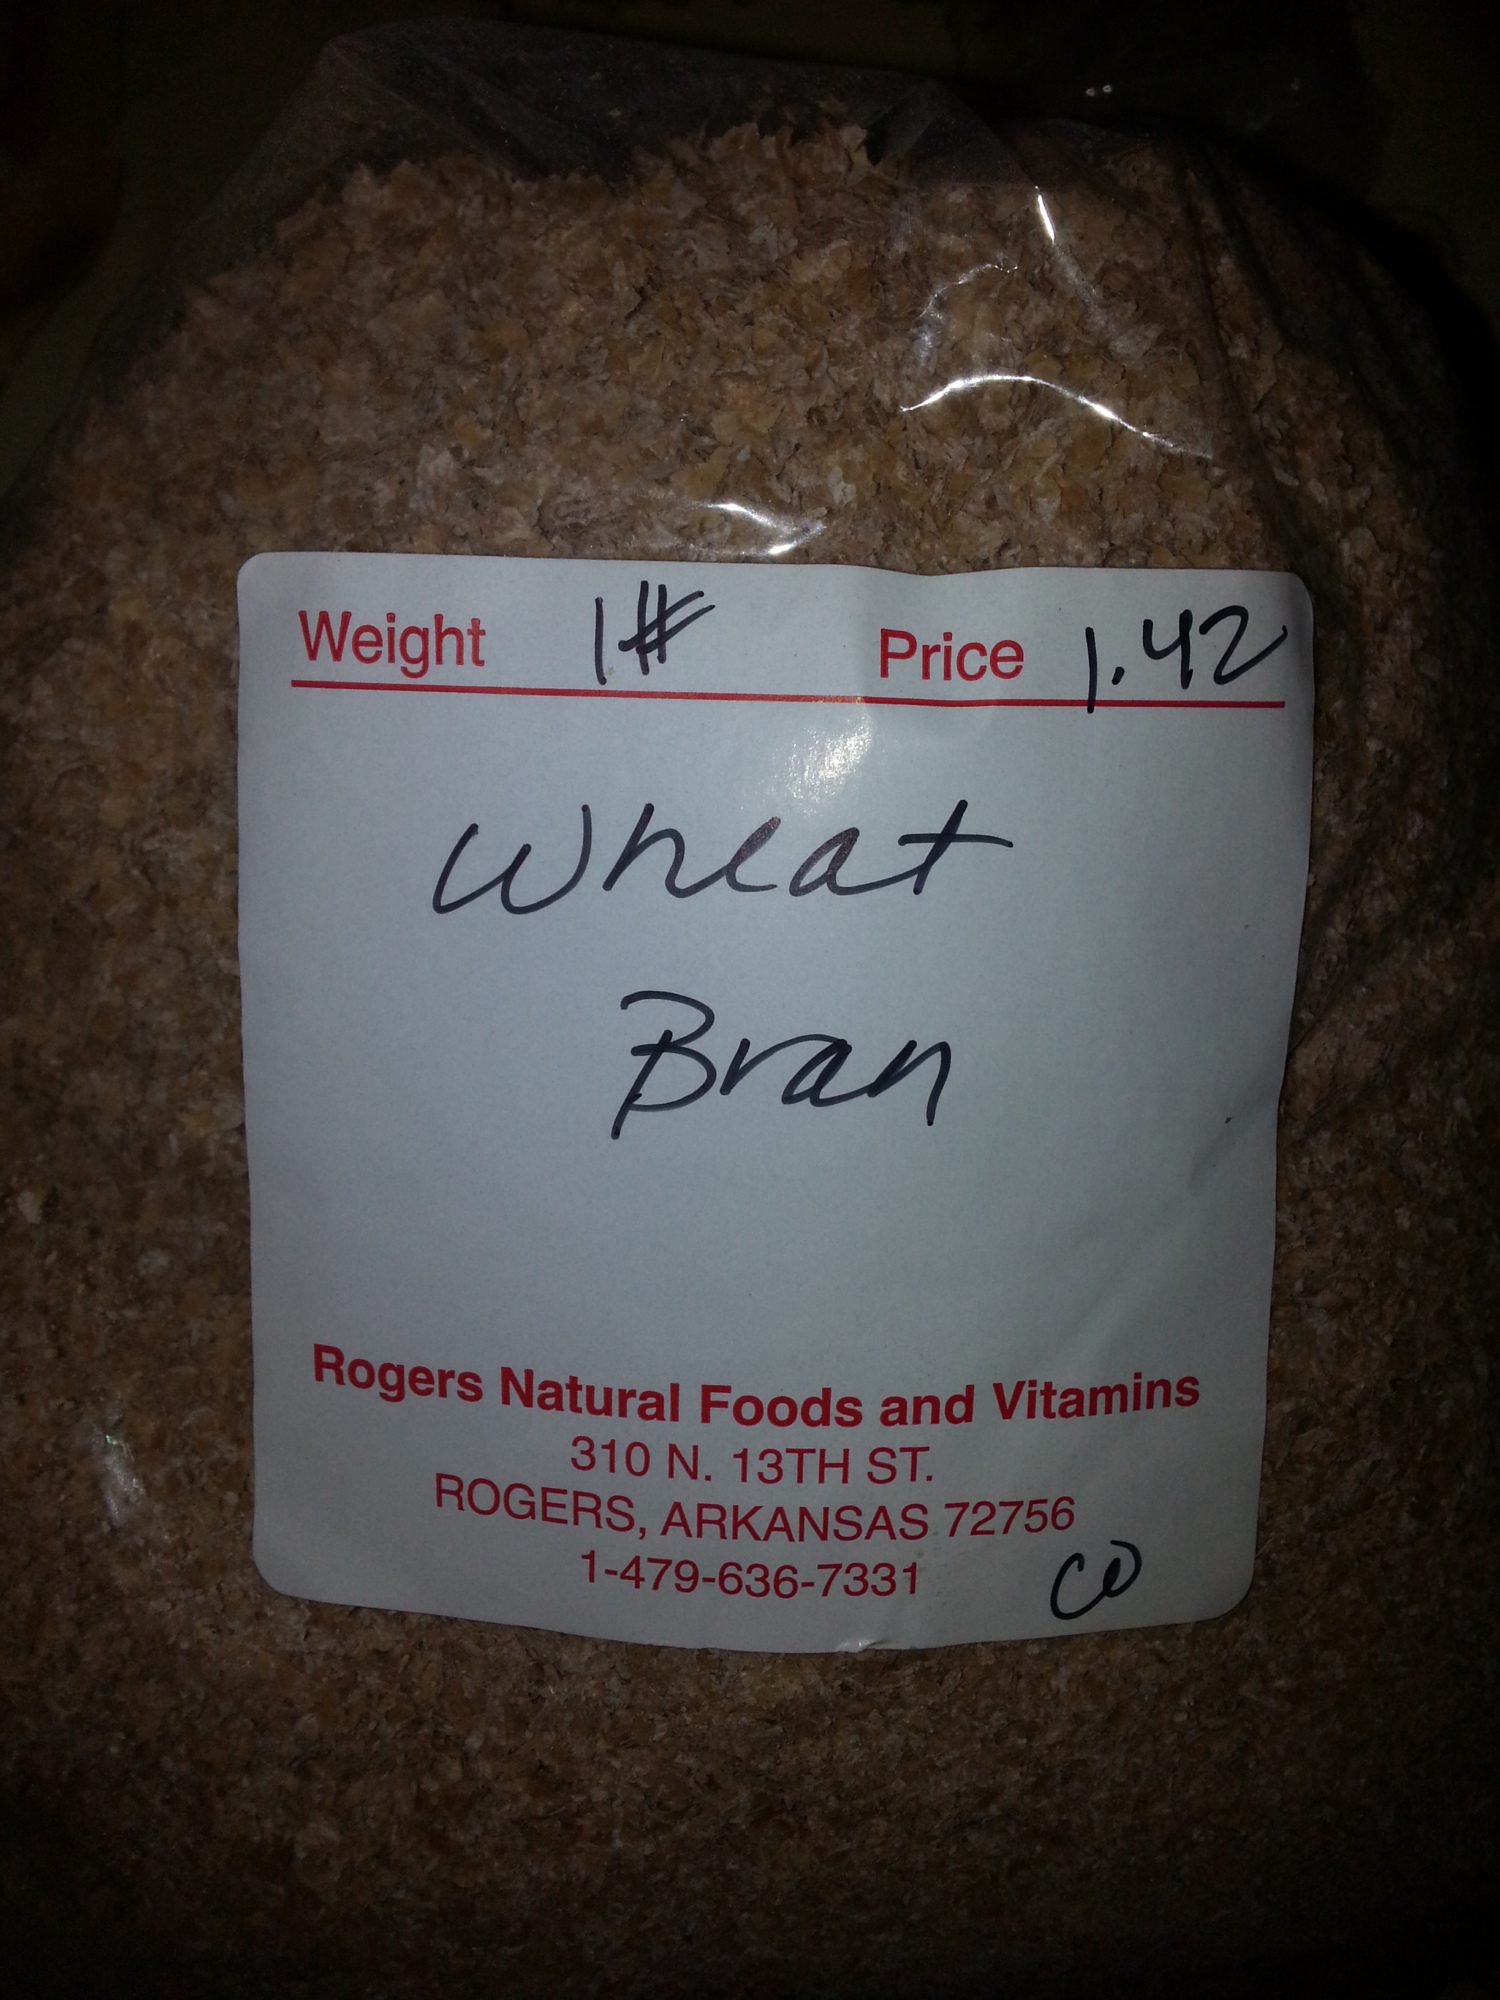 Weight 1# Price 1.42
Wheat
Bran
Rogers Natural Foods and Vitamins
310 N. 13TH ST.
ROGERS, ARKANSAS 72756
1-479-636-7331